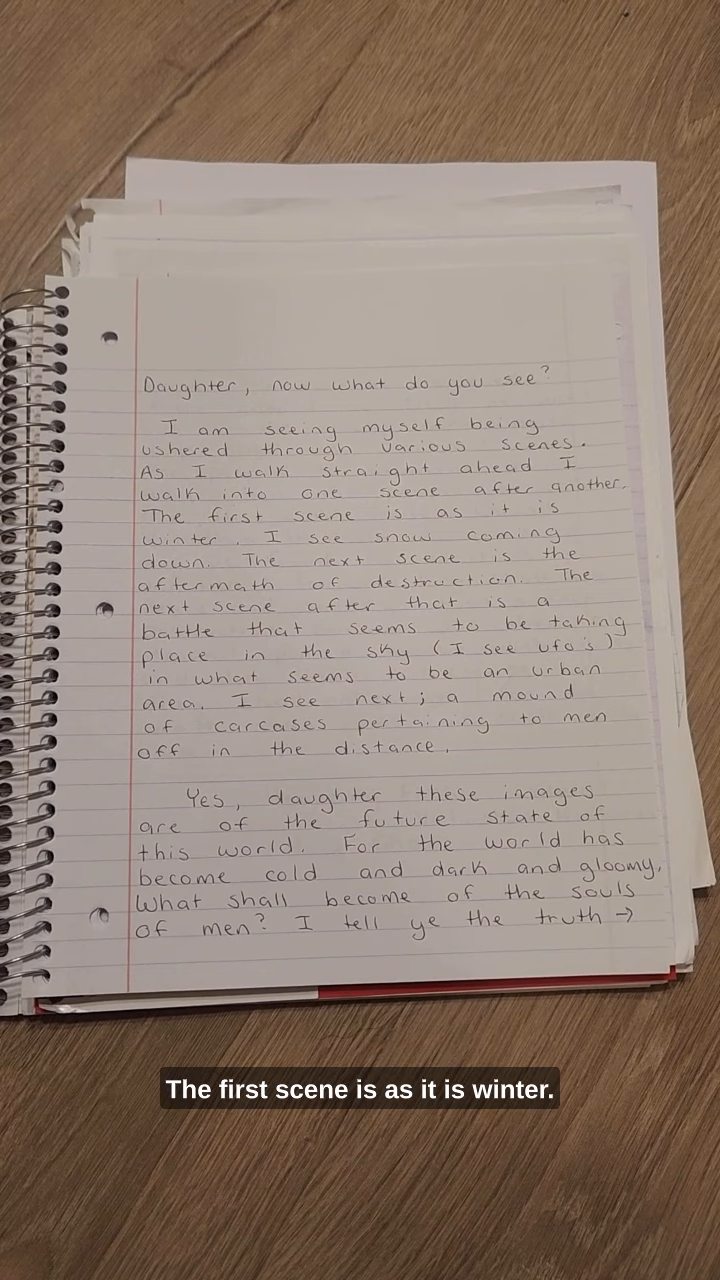 Daughter, now what do you see?
I am seeing myself being
ushered through various scenes.
As I walk straight ahead I
walk into one scene after another.
The first scene is as it is
winter. I see snow coming
down. The next scene is the
aftermath of destruction. The
next scene after that is a
battle that seems to be taking
place in the sky (I see ufo's)
in what seems to be an urban
area. I see next; a mound
of carcases pertaining to men
off in the distance.
Yes, daughter these images
are of the future state of
this world. For the world has
become cold and dark and gloomy.
What shall become of the souls
of men? I tell ye the truth →
The first scene is as it is winter.